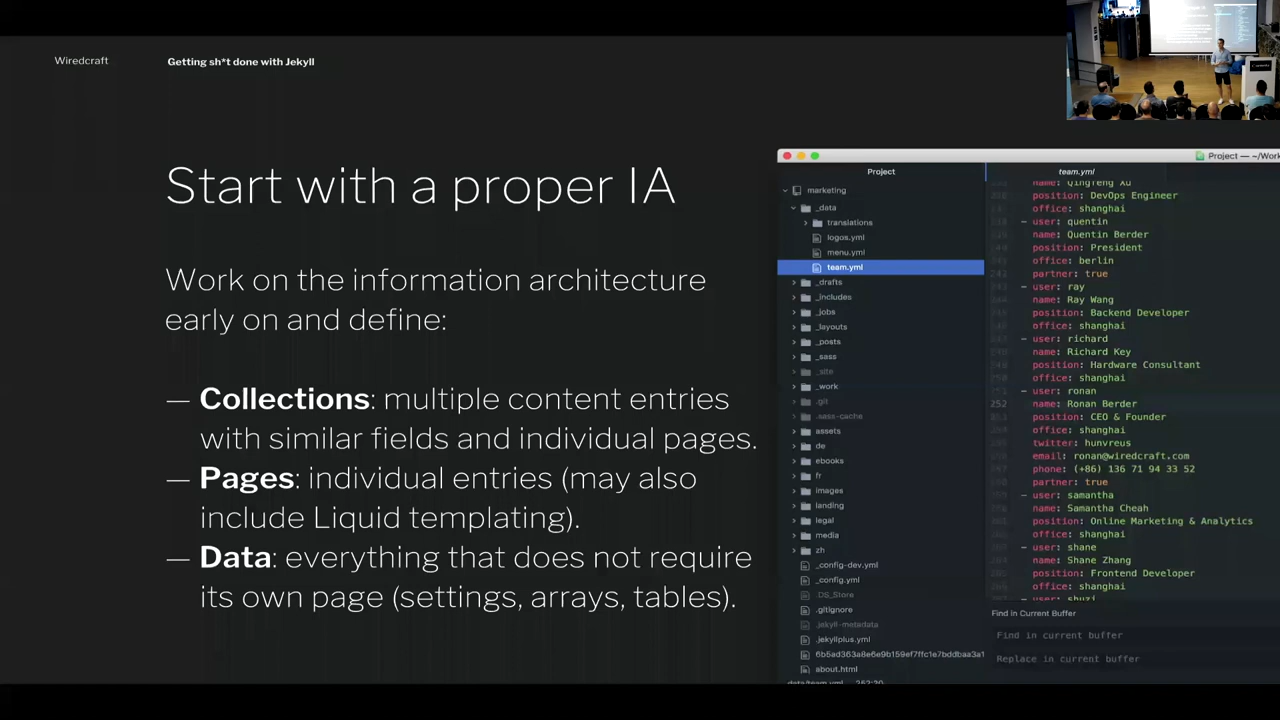 Wiredcraft
Getting sh*t done with Jekyll
Start with a proper IA
Work on the information architecture
early on and define:
— Collections: multiple content entries
with similar fields and individual pages.
— Pages: individual entries (may also
include Liquid templating).
— Data: everything that does not require
its own page (settings, arrays, tables).
Project — ~/Work
Project
marketing
_data
translations
logos.yml
menu.yml
team.yml
_drafts
_includes
_jobs
_layouts
_posts
_sass
_site
_work
.git
.sass-cache
assets
de
ebooks
fr
images
landing
legal
media
zh
_config-dev.yml
_config.yml
.DS_Store
.gitignore
.jekyll-metadata
.jekyllplus.yml
6b5ad363a8e6e9b159ef7ffc1e7bddbaa3a1
about.html
team.yml
name: Qingfeng Xu
position: DevOps Engineer
office: shanghai
- user: quentin
name: Quentin Berder
position: President
office: berlin
partner: true
- user: ray
name: Ray Wang
position: Backend Developer
office: shanghai
- user: richard
name: Richard Key
position: Hardware Consultant
office: shanghai
- user: ronan
252 name: Ronan Berder
position: CEO & Founder
office: shanghai
twitter: hunvreus
email: ronan@wiredcraft.com
phone: (+86) 136 71 94 33 52
partner: true
- user: samantha
name: Samantha Cheah
position: Online Marketing & Analytics
office: shanghai
- user: shane
name: Shane Zhang
position: Frontend Developer
office: shanghai
- user: shuzi
Find in Current Buffer
Find in current buffer
Replace in current buffer